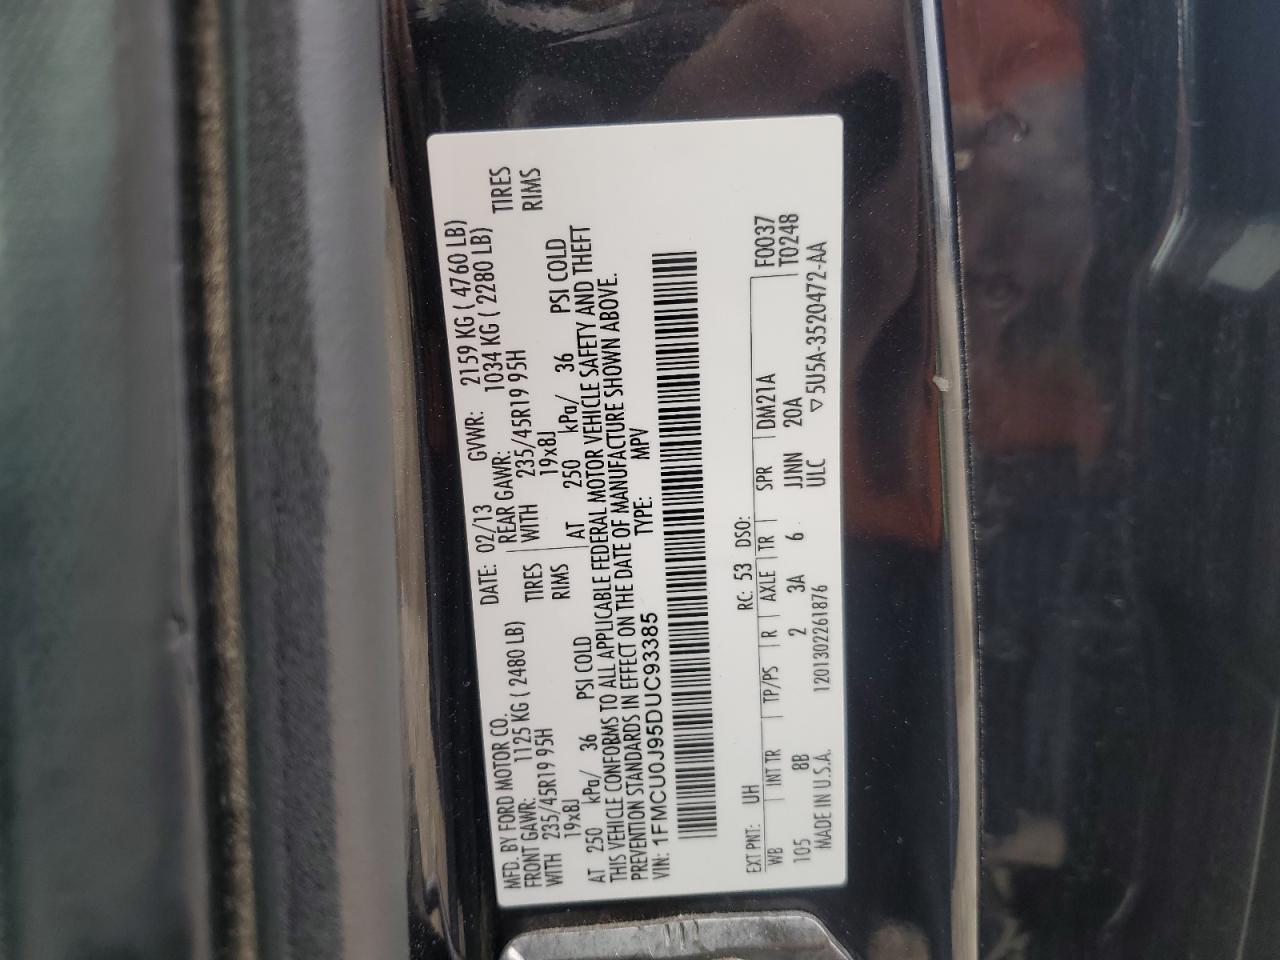 MFD. BY FORD MOTOR CO. DATE: 02/13 GVWR: 2159 KG ( 4760 LB)
FRONT GAWR: 1125 KG ( 2480 LB) REAR GAWR: 1034 KG ( 2280 LB)
WITH 235/45R19 95H TIRES WITH 235/45R19 95H TIRES
19x8J RIMS 19x8J RIMS
AT 250 kPa/ 36 PSI COLD AT 250 kPa/ 36 PSI COLD
THIS VEHICLE CONFORMS TO ALL APPLICABLE FEDERAL MOTOR VEHICLE SAFETY AND THEFT
PREVENTION STANDARDS IN EFFECT ON THE DATE OF MANUFACTURE SHOWN ABOVE.
VIN: 1FMCU0J95DUC93385 TYPE: MPV
EXT PNT: UH RC: 53 DSO: F0037
WB INT TR TP/PS R AXLE TR SPR DM21A T0248
105 8B 2 3A 6 JJNN 20A
MADE IN U.S.A. 1201302261876 ULC ▽5U5A-3520472-AA